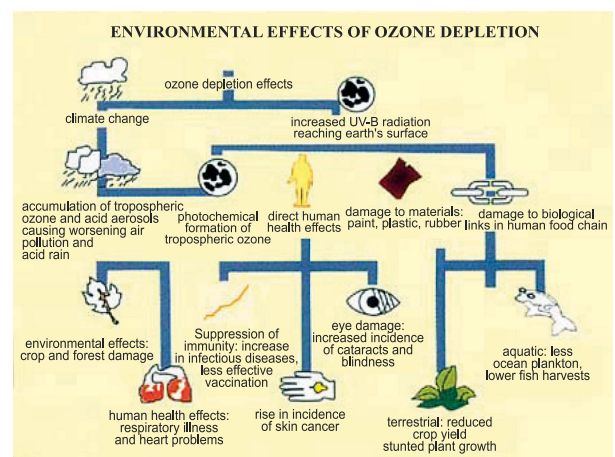 ENVIRONMENTAL EFFECTS OF OZONE DEPLETION
ozone depletion effects
climate change
increased UV-B radiation
reaching earth's surface
accumulation of tropospheric
ozone and acid aerosols
causing worsening air
pollution and
acid rain
photochemical
formation of
tropospheric ozone
direct human
health effects
damage to materials:
paint, plastic, rubber
damage to biological
links in human food chain
environmental effects:
crop and forest damage
Suppression of
immunity: increase
in infectious diseases,
less effective
vaccination
eye damage:
increased incidence
of cataracts and
blindness
aquatic: less
ocean plankton,
lower fish harvests
human health effects:
respiratory illness
and heart problems
rise in incidence
of skin cancer
terrestrial: reduced
crop yield
stunted plant growth